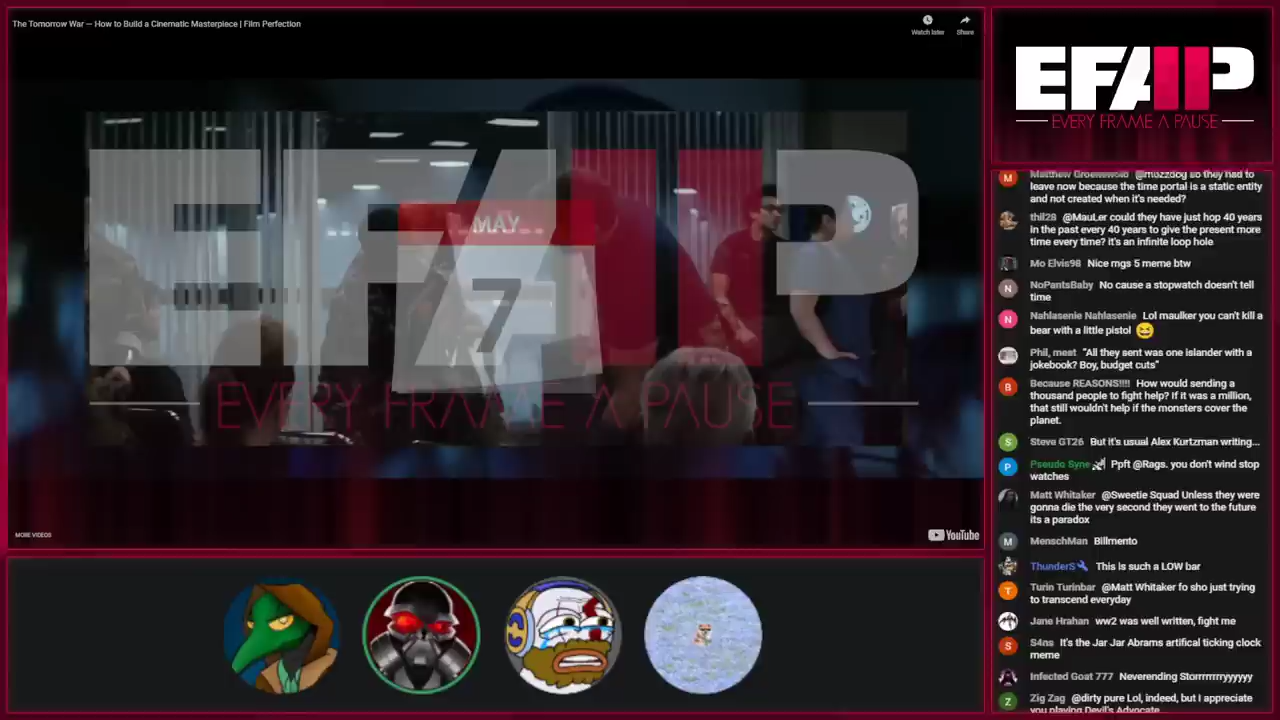 The Tomorrow War — How to Build a Cinematic Masterpiece | Film Perfection
Watch later
Share
EFAP
MAY
7
EVERY FRAME A PAUSE
MORE VIDEOS
YouTube
EFAP
EVERY FRAME A PAUSE
Matthew Groenewold @mozzdog so they had to
leave now because the time portal is a static entity
and not created when it's needed?
thil28 @MauLer could they have just hop 40 years
in the past every 40 years to give the present more
time every time? it's an infinite loop hole
Mo Elvis98 Nice mgs 5 meme btw
NoPantsBaby No cause a stopwatch doesn't tell
time
Nahlasenie Nahlasenie Lol maulker you can't kill a
bear with a little pistol
Phil, meet "All they sent was one islander with a
jokebook? Boy, budget cuts"
Because REASONS!!!! How would sending a
thousand people to fight help? If it was a million,
that still wouldn't help if the monsters cover the
planet.
Steve GT26 But it's usual Alex Kurtzman writing...
Pseudo Syne Ppft @Rags. you don't wind stop
watches
Matt Whitaker @Sweetie Squad Unless they were
gonna die the very second they went to the future
its a paradox
MenschMan Billmento
ThunderS This is such a LOW bar
Turin Turinbar @Matt Whitaker fo sho just trying
to transcend everyday
Jane Hrahan ww2 was well written, fight me
S4ns It's the Jar Jar Abrams artifical ticking clock
meme
Infected Goat 777 Neverending Storrrrrrryyyyyy
Zig Zag @dirty pure Lol, indeed, but I appreciate
you playing Devil's Advocate